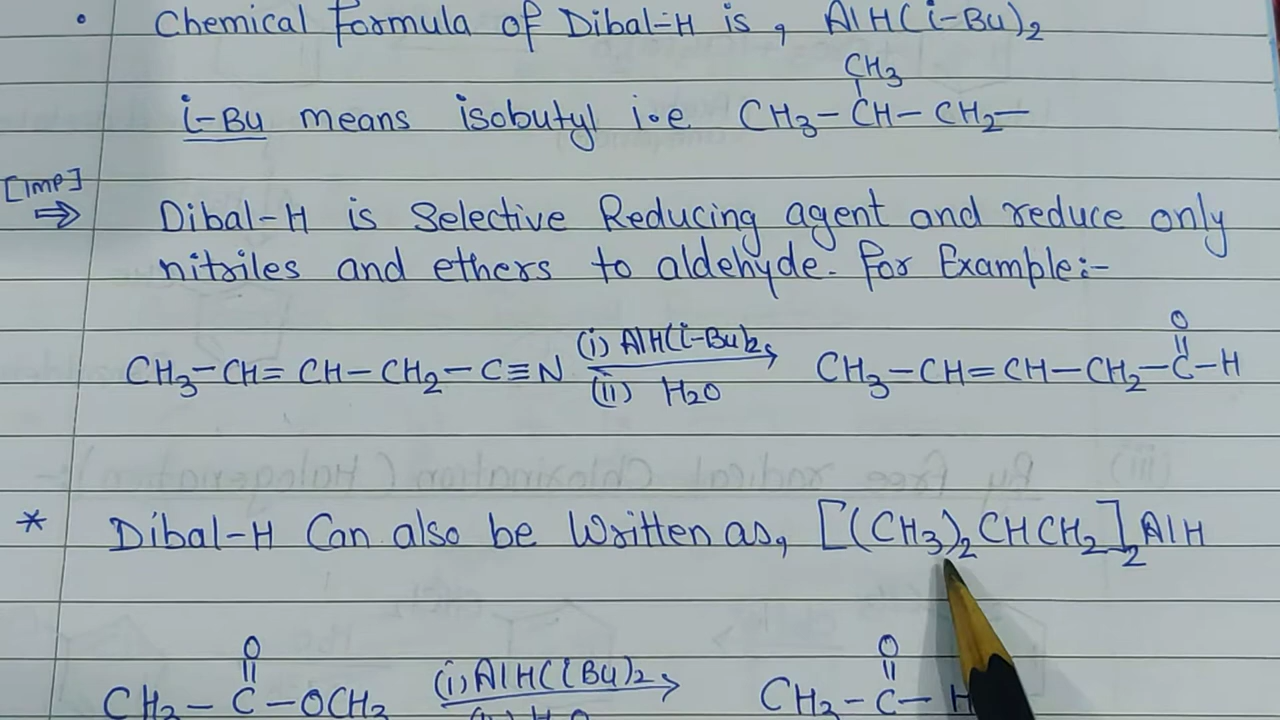 • Chemical formula of Dibal-H is, AlH(i-Bu)₂
CH₃
i-Bu means isobutyl i.e CH₃-CH-CH₂-
[Imp]
⇒ Dibal-H is Selective Reducing agent and reduce only
nitriles and ethers to aldehyde. For Example:-
O
CH₃-CH=CH-CH₂-C≡N (i) AlH(i-Bu)₂, (ii) H₂O → CH₃-CH=CH-CH₂-C-H
* Dibal-H Can also be Written as, [(CH₃)₂CHCH₂]₂AlH
O O
CH₃-C-OCH₃ (i) AlH(iBu)₂ → CH₃-C-H
(ii) H₂O